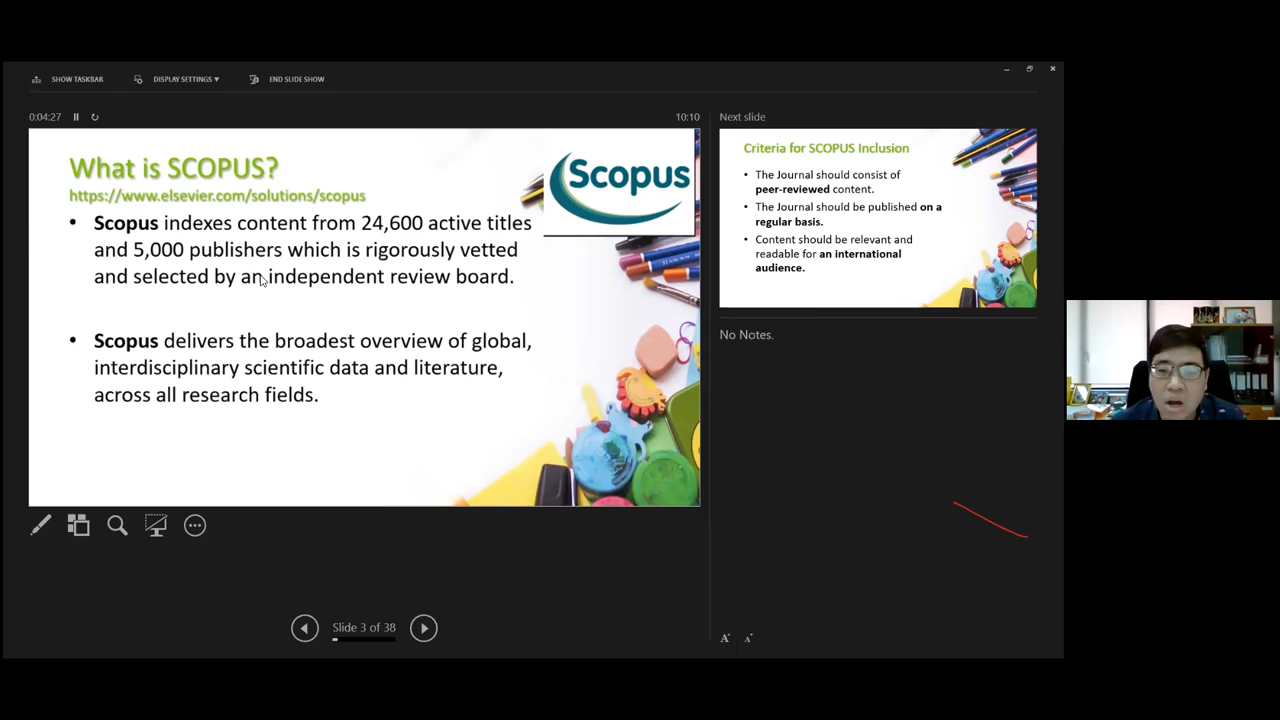 SHOW TASKBAR
DISPLAY SETTINGS ▼
END SLIDE SHOW
0:04:27
10:10
What is SCOPUS?
https://www.elsevier.com/solutions/scopus
Scopus
• Scopus indexes content from 24,600 active titles
and 5,000 publishers which is rigorously vetted
and selected by an independent review board.
• Scopus delivers the broadest overview of global,
interdisciplinary scientific data and literature,
across all research fields.
Next slide
Criteria for SCOPUS Inclusion
• The Journal should consist of
peer-reviewed content.
• The Journal should be published on a
regular basis.
• Content should be relevant and
readable for an international
audience.
No Notes.
Slide 3 of 38
A A